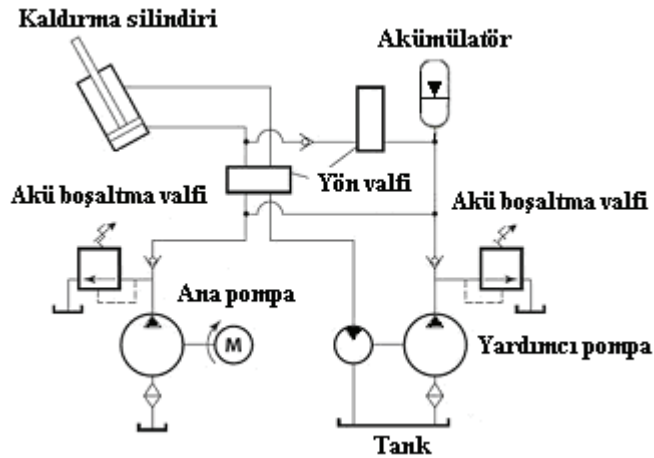 Kaldırma silindiri
Akümülatör
Yön valfi
Akü boşaltma valfi
Akü boşaltma valfi
Ana pompa
M
Yardımcı pompa
Tank